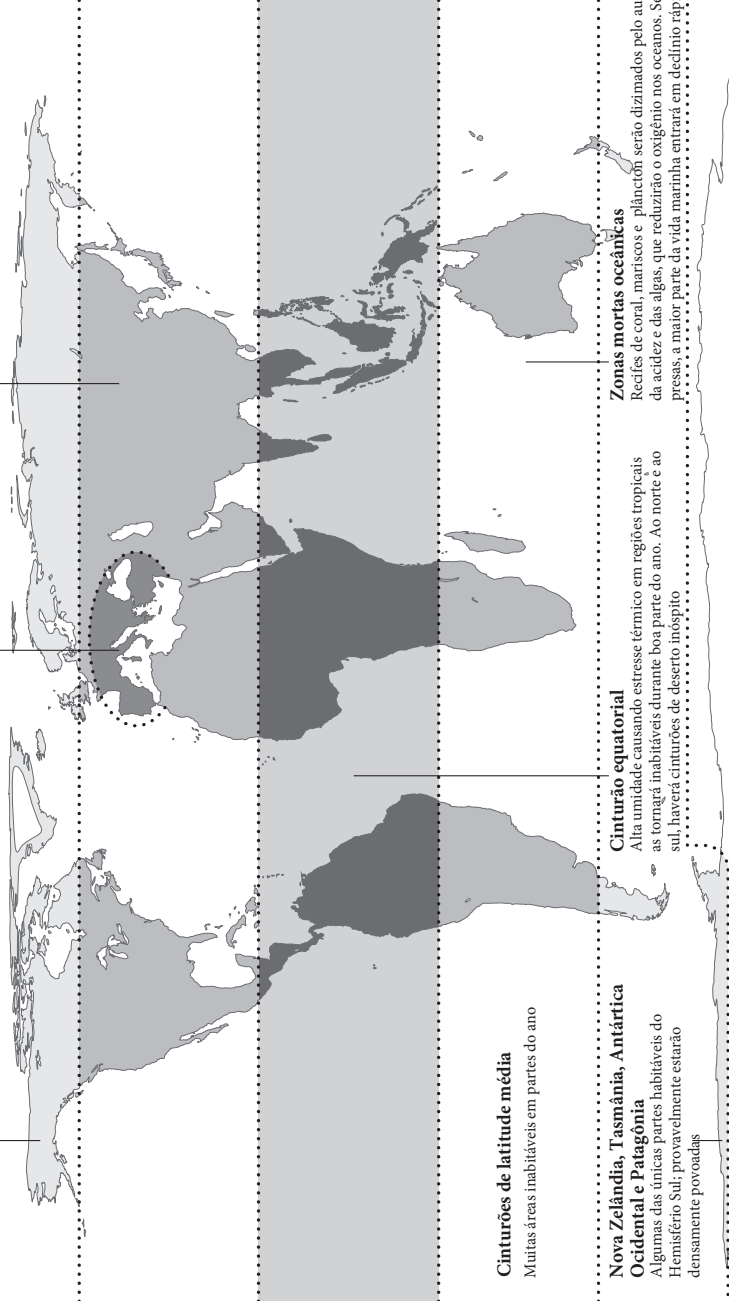 Cinturões de latitude média
Muitas áreas inabitáveis em partes do ano
Nova Zelândia, Tasmânia, Antártica
Ocidental e Patagônia
Algumas das únicas partes habitáveis do
Hemisfério Sul; provavelmente estarão
densamente povoadas
Cinturão equatorial
Alta umidade causando estresse térmico em regiões tropicais
as tornará inabitáveis durante boa parte do ano. Ao norte e ao
sul, haverá cinturões de deserto inóspito
Zonas mortas oceânicas
Recifes de coral, mariscos e plâncton serão dizimados pelo
da acidez e das algas, que reduzirão o oxigênio nos oceanos.
presas, a maior parte da vida marinha entrará em declínio